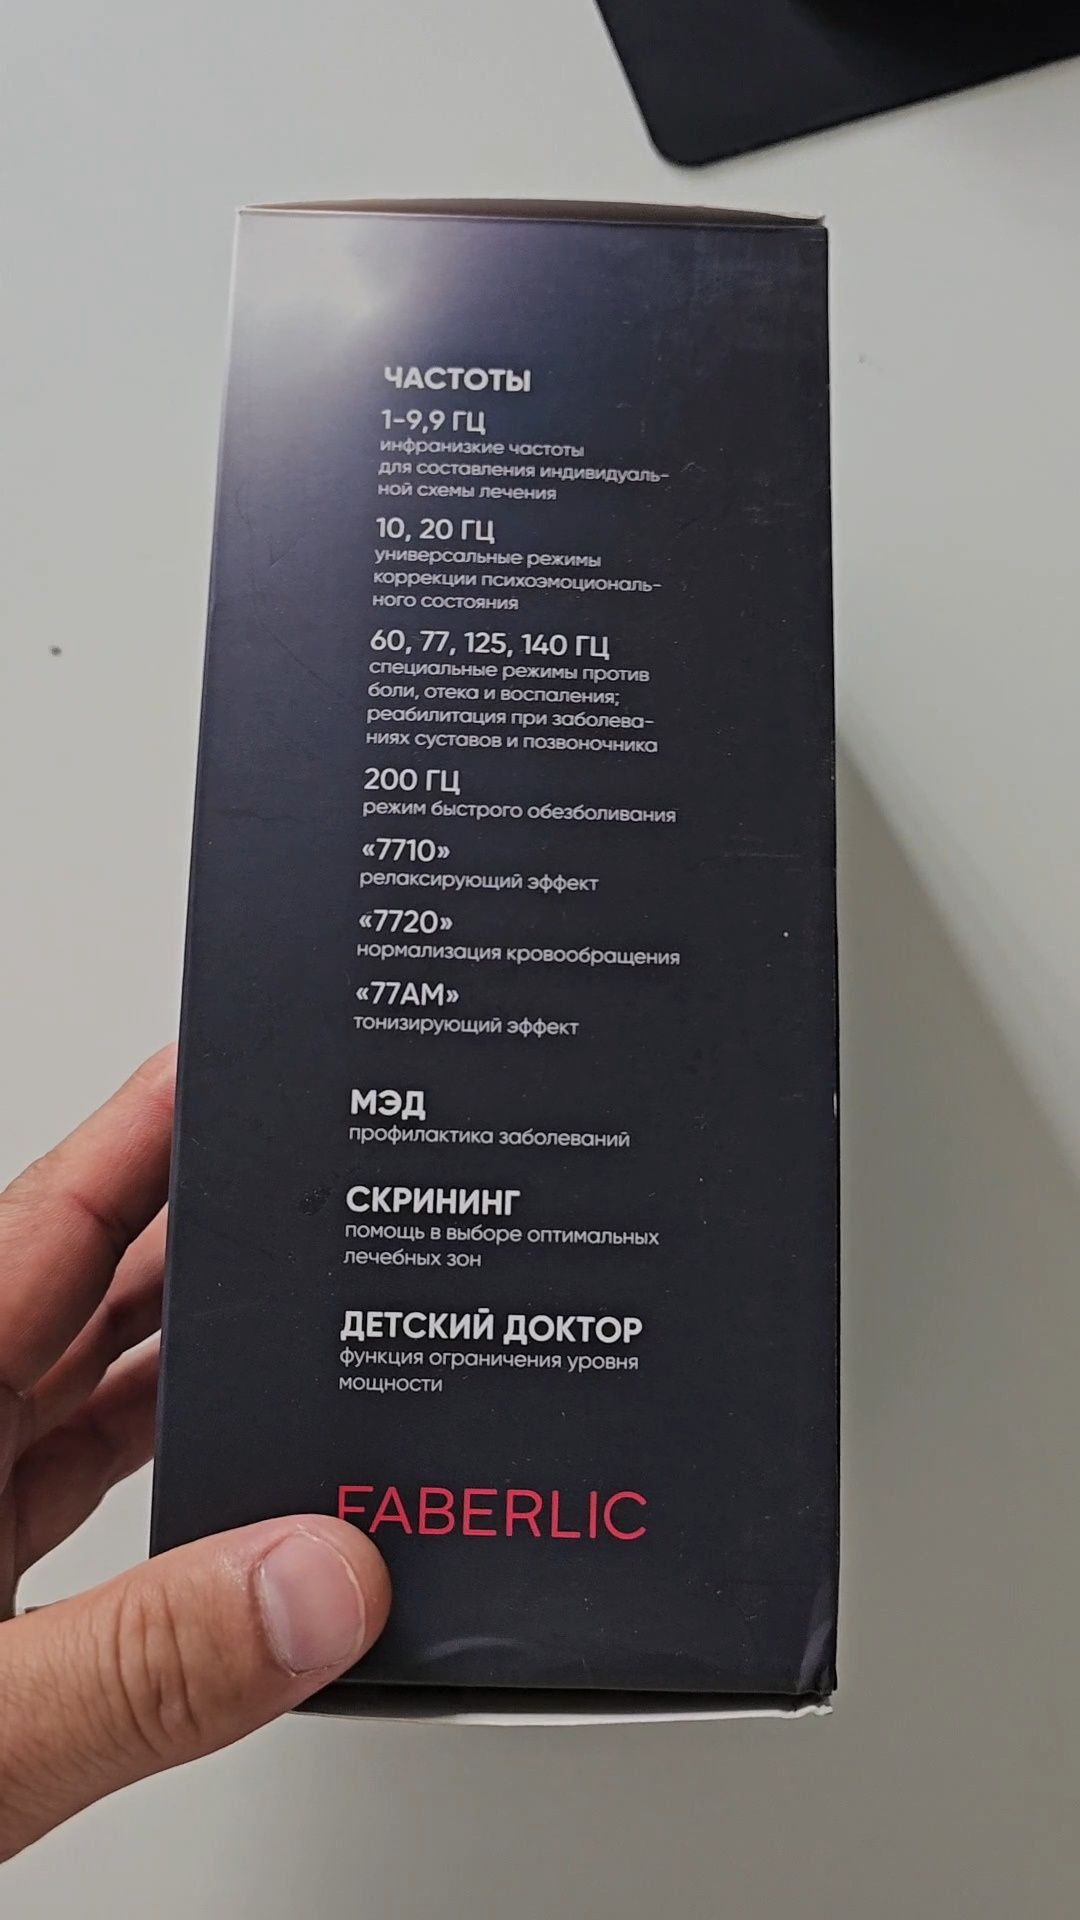 ЧАСТОТЫ
1-9,9 ГЦ
инфранизкие частоты
для составления индивидуаль-
ной схемы лечения
10, 20 ГЦ
универсальные режимы
коррекции психоэмоциональ-
ного состояния
60, 77, 125, 140 ГЦ
специальные режимы против
боли, отека и воспаления;
реабилитация при заболева-
ниях суставов и позвоночника
200 ГЦ
режим быстрого обезболивания
«7710»
релаксирующий эффект
«7720»
нормализация кровообращения
«77АМ»
тонизирующий эффект
МЭД
профилактика заболеваний
СКРИНИНГ
помощь в выборе оптимальных
лечебных зон
ДЕТСКИЙ ДОКТОР
функция ограничения уровня
мощности
FABERLIC